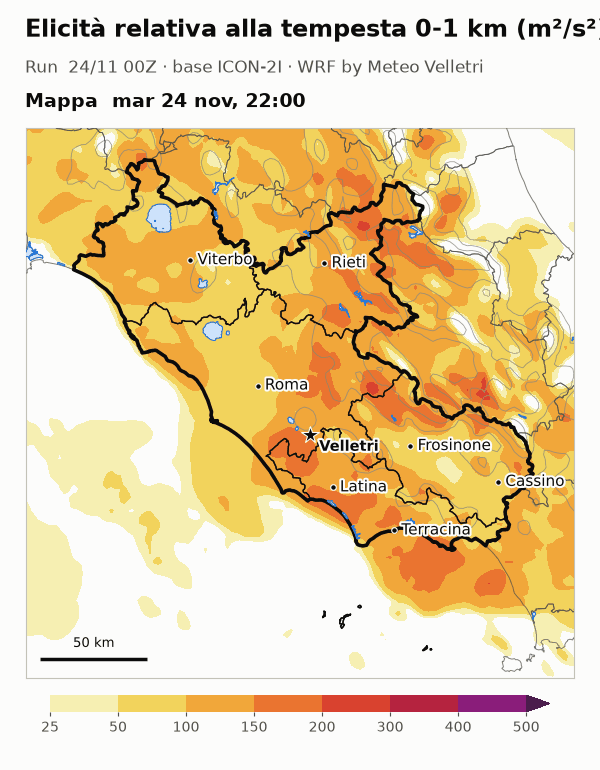 Elicità relativa alla tempesta 0-1 km (m²/s²)
Run 24/11 00Z · base ICON-2I · WRF by Meteo Velletri
Mappa mar 24 nov, 22:00
Viterbo
Rieti
Roma
Velletri
Frosinone
Latina
Cassino
Terracina
50 km
25 50 100 150 200 300 400 500